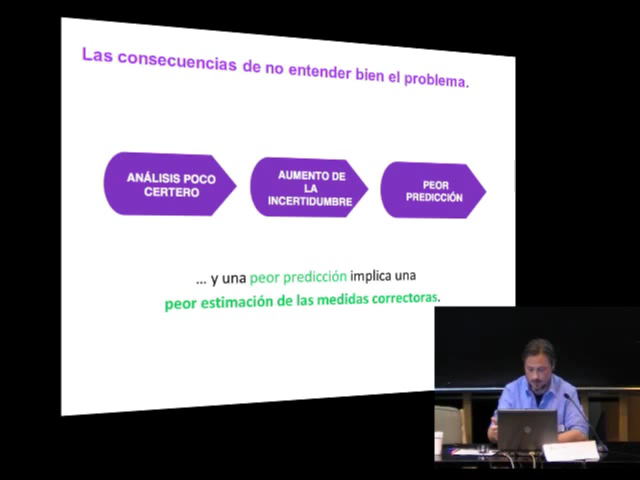 Las consecuencias de no entender bien el problema.
ANÁLISIS POCO
CERTERO
AUMENTO DE
LA
INCERTIDUMBRE
PEOR
PREDICCIÓN
... y una peor predicción implica una
peor estimación de las medidas correctoras.